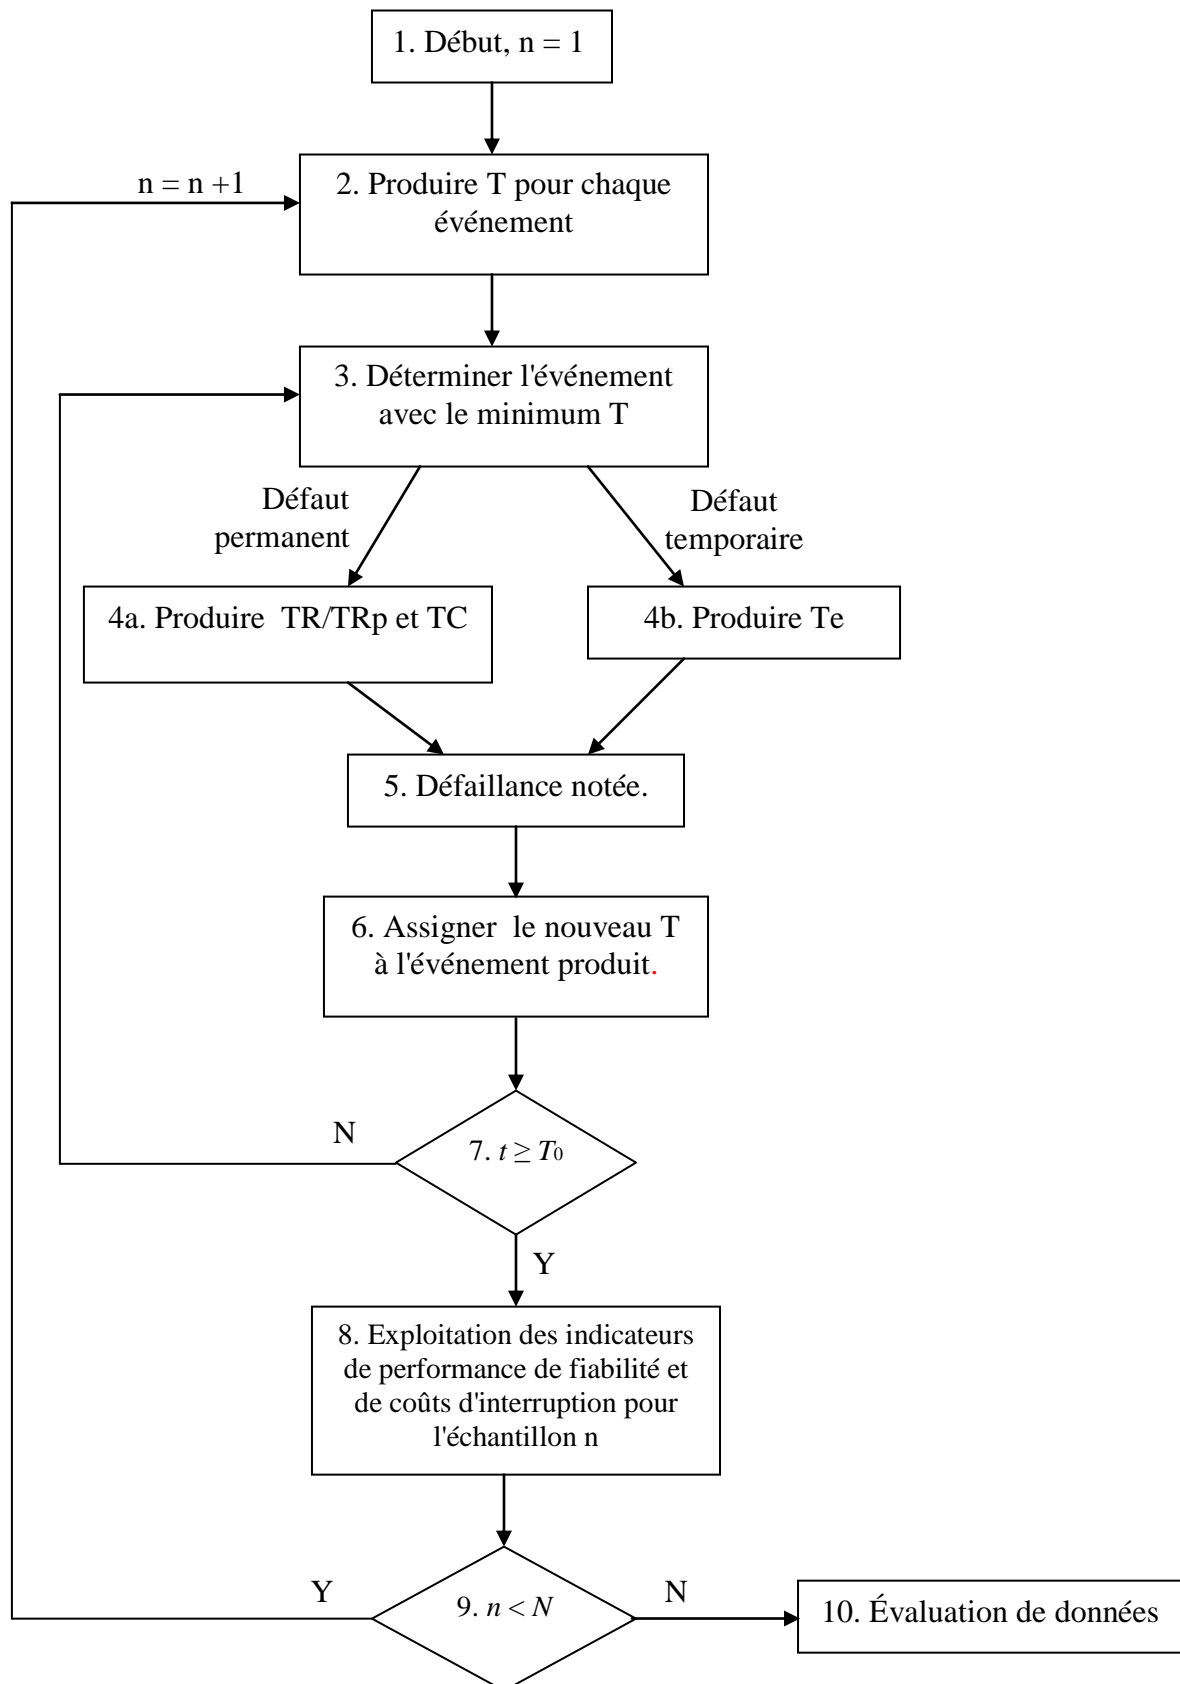 1. Début, n = 1
n = n +1
2. Produire T pour chaque
événement
3. Déterminer l'événement
avec le minimum T
Défaut
permanent
Défaut
temporaire
4a. Produire  TR/TRp et TC
4b. Produire Te
5. Défaillance notée.
6. Assigner  le nouveau T
à l'événement produit.
N
7. t ≥ T0
Y
8. Exploitation des indicateurs
de performance de fiabilité et
de coûts d'interruption pour
l'échantillon n
Y
9. n < N
N
10. Évaluation de données